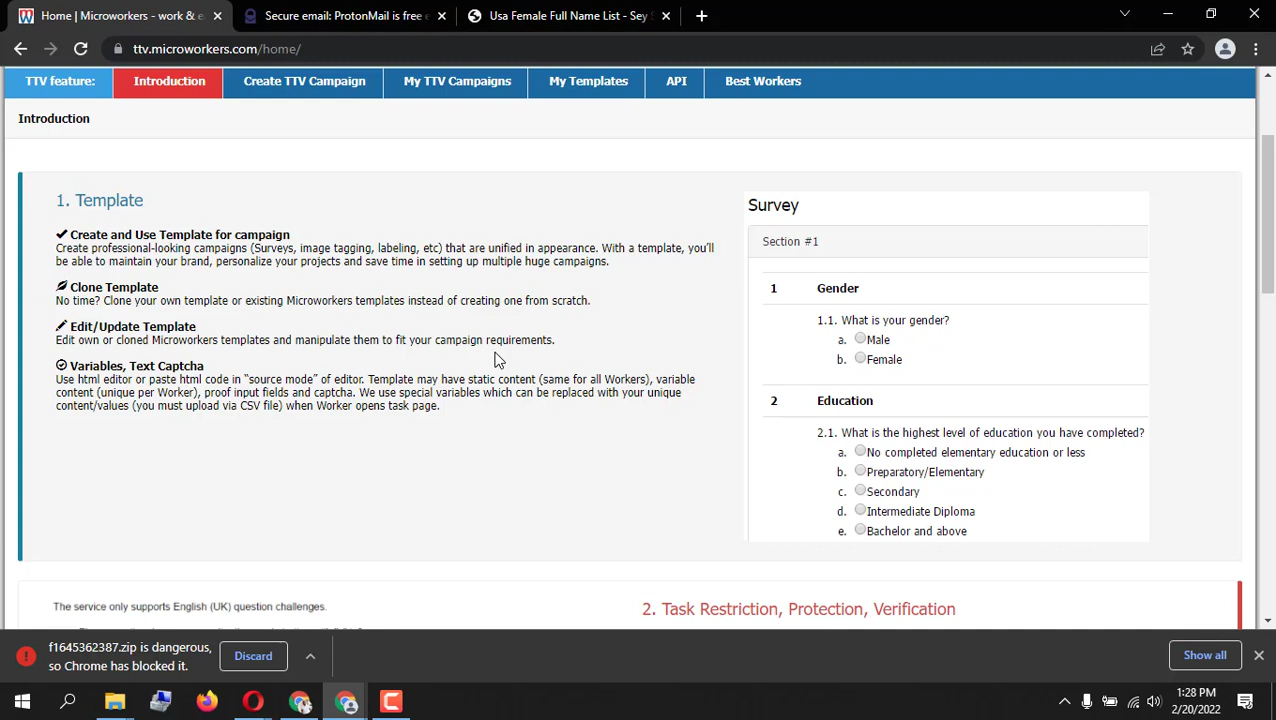 Home | Microworkers - work & e
Secure email: ProtonMail is free e
Usa Female Full Name List - Sey S
ttv.microworkers.com/home/
TTV feature:
Introduction
Create TTV Campaign
My TTV Campaigns
My Templates
API
Best Workers
Introduction
1. Template
Create and Use Template for campaign
Create professional-looking campaigns (Surveys, image tagging, labeling, etc) that are unified in appearance. With a template, you'll
be able to maintain your brand, personalize your projects and save time in setting up multiple huge campaigns.
Clone Template
No time? Clone your own template or existing Microworkers templates instead of creating one from scratch.
Edit/Update Template
Edit own or cloned Microworkers templates and manipulate them to fit your campaign requirements.
Variables, Text Captcha
Use html editor or paste html code in "source mode" of editor. Template may have static content (same for all Workers), variable
content (unique per Worker), proof input fields and captcha. We use special variables which can be replaced with your unique
content/values (you must upload via CSV file) when Worker opens task page.
Survey
Section #1
1 Gender
1.1. What is your gender?
a. Male
b. Female
2 Education
2.1. What is the highest level of education you have completed?
a. No completed elementary education or less
b. Preparatory/Elementary
c. Secondary
d. Intermediate Diploma
e. Bachelor and above
The service only supports English (UK) question challenges.
2. Task Restriction, Protection, Verification
f1645362387.zip is dangerous,
so Chrome has blocked it.
Discard
Show all
1:28 PM
2/20/2022